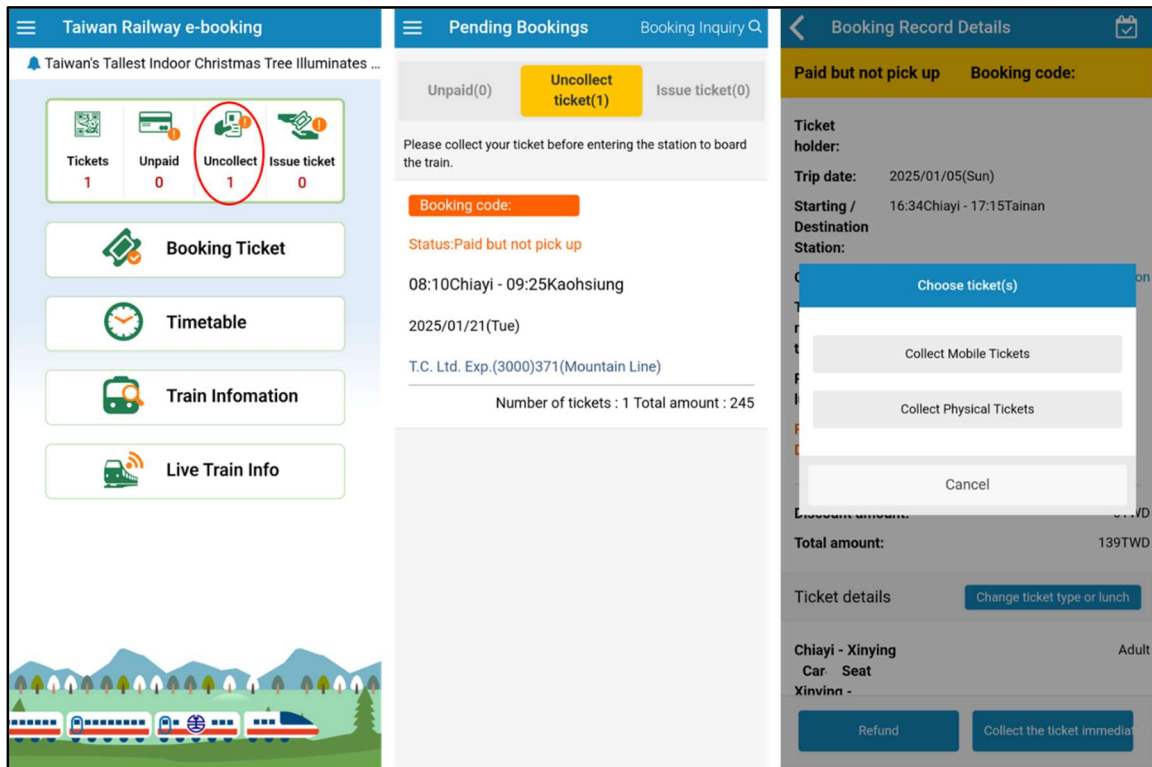 Taiwan Railway e-booking
Taiwan's Tallest Indoor Christmas Tree Illuminates ...
Tickets
1
Unpaid
0
Uncollect
1
Issue ticket
0
Booking Ticket
Timetable
Train Infomation
Live Train Info
Pending Bookings
Booking Inquiry
Unpaid(0)
Uncollect
ticket(1)
Issue ticket(0)
Please collect your ticket before entering the station to board
the train.
Booking code:
Status:Paid but not pick up
08:10Chiayi - 09:25Kaohsiung
2025/01/21(Tue)
T.C. Ltd. Exp.(3000)371(Mountain Line)
Number of tickets : 1 Total amount : 245
Booking Record Details
Paid but not pick up Booking code:
Ticket
holder:
Trip date: 2025/01/05(Sun)
Starting / 16:34Chiayi - 17:15Tainan
Destination
Station:
Choose ticket(s)
Collect Mobile Tickets
Collect Physical Tickets
Cancel
Total amount: 139TWD
Ticket details
Change ticket type or lunch
Chiayi - Xinying Adult
Car Seat
Xinying -
Refund
Collect the ticket immediat